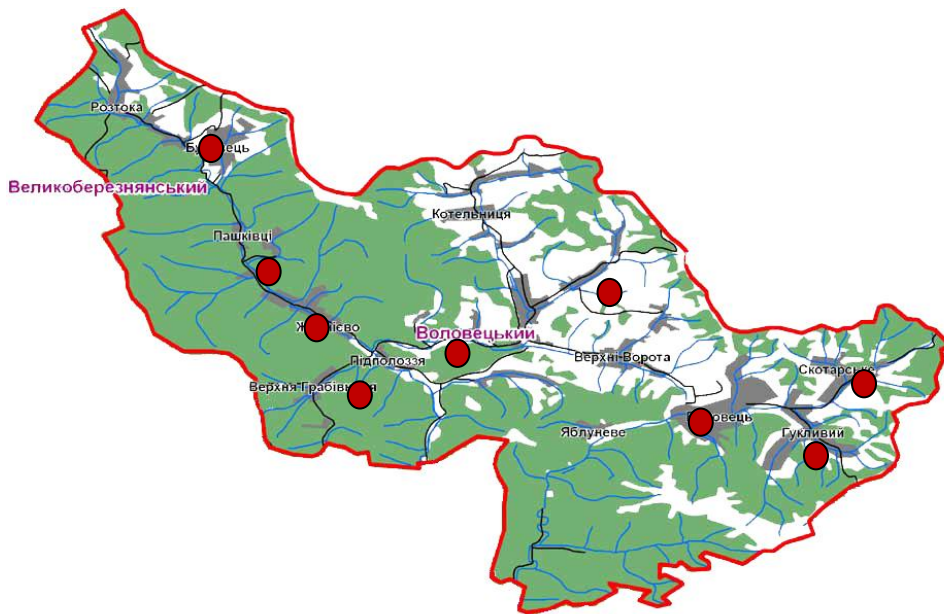 Розтока
Великоберезнянський
Котельниця
Пашківці
Воловецький
Підполоззя
Верхні Ворота
Скотарське
Яблуневе
Гукливий